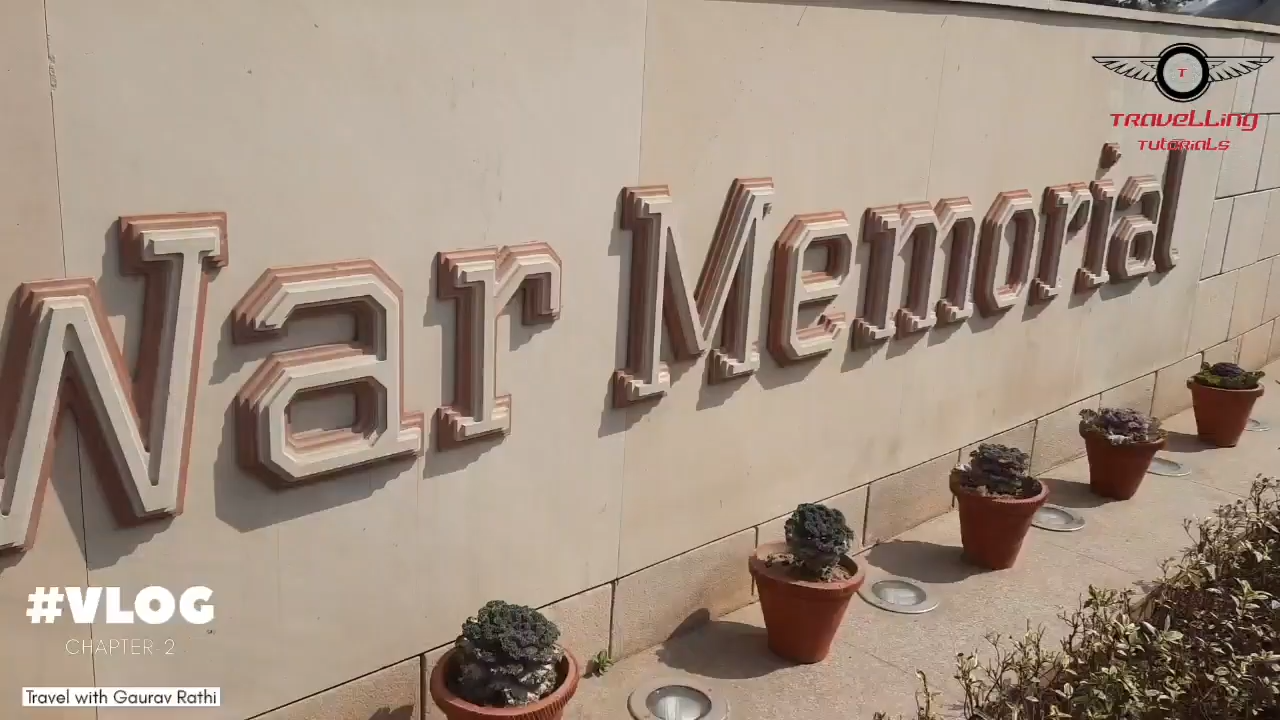 T
TRAVELLING
TUTORIALS
War Memorial
#VLOG
CHAPTER-2
Travel with Gaurav Rathi